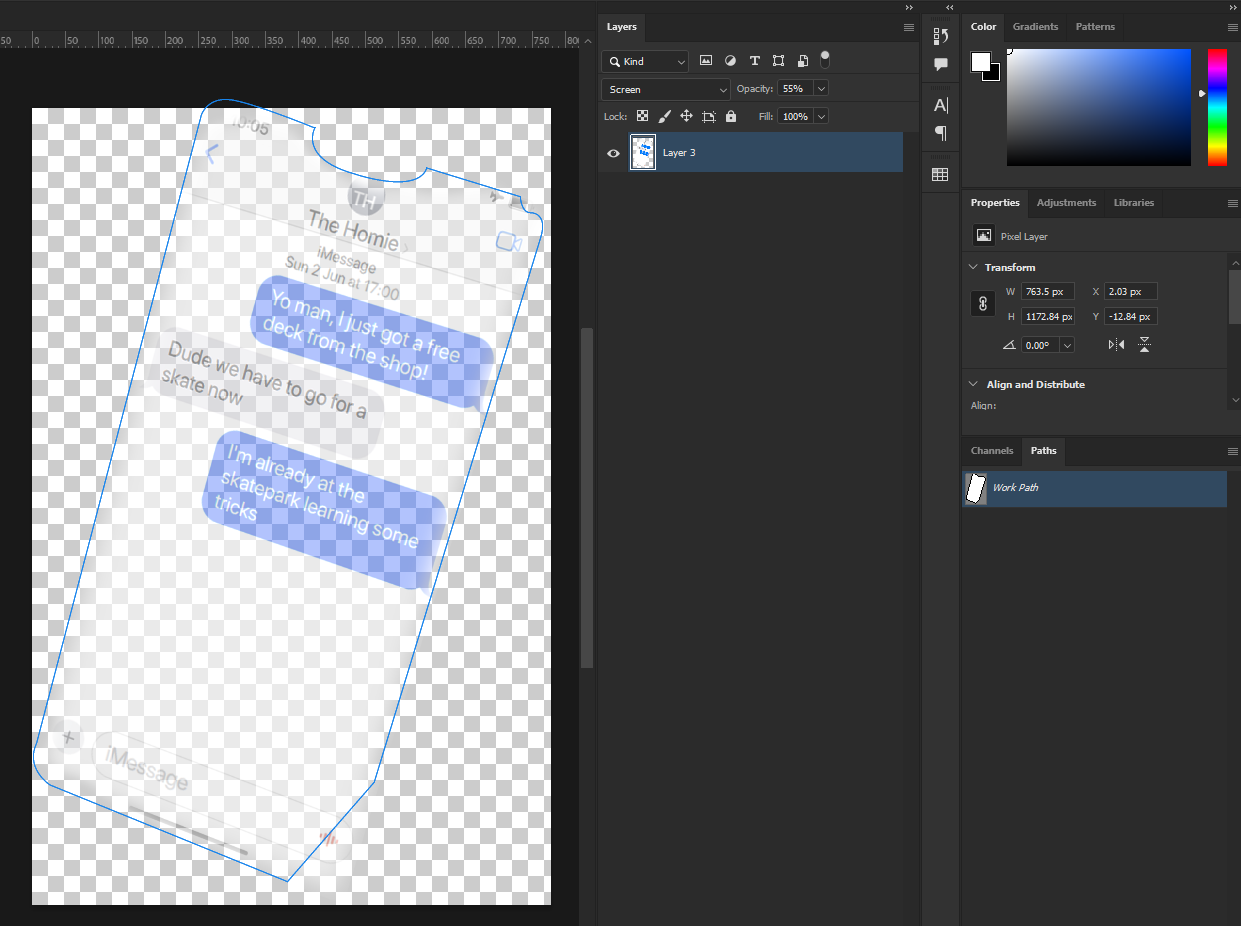 Layers
Color
Gradients
Patterns
50
0
50
100
150
200
250
300
350
400
450
500
550
600
650
700
750
800
Kind
Screen
Opacity:
55%
Lock:
Fill:
100%
Layer 3
Properties
Adjustments
Libraries
Pixel Layer
Transform
W
763.5 px
X
2.03 px
H
1172.84 px
Y
-12.84 px
0.00°
Align and Distribute
Align:
Channels
Paths
Work Path
10:05
TH
The Homie
iMessage
Sun 2 Jun at 17:00
Yo man, I just got a free
deck from the shop!
Dude we have to go for a
skate now
I'm already at the
skatepark learning some
tricks
iMessage